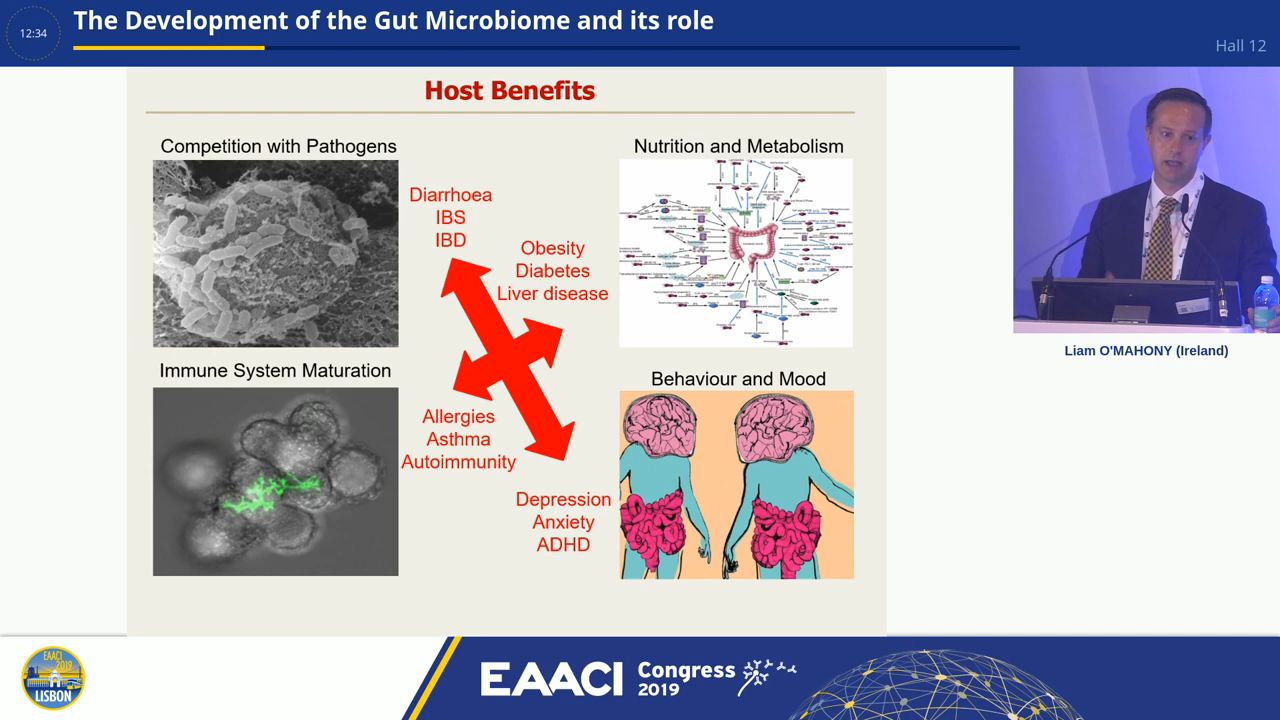 12:34
The Development of the Gut Microbiome and its role
Hall 12
Host Benefits
Competition with Pathogens
Nutrition and Metabolism
Diarrhoea
IBS
IBD
Obesity
Diabetes
Liver disease
Liam O'MAHONY (Ireland)
Immune System Maturation
Behaviour and Mood
Allergies
Asthma
Autoimmunity
Depression
Anxiety
ADHD
EAACI
2019
LISBON
EAACI Congress
2019